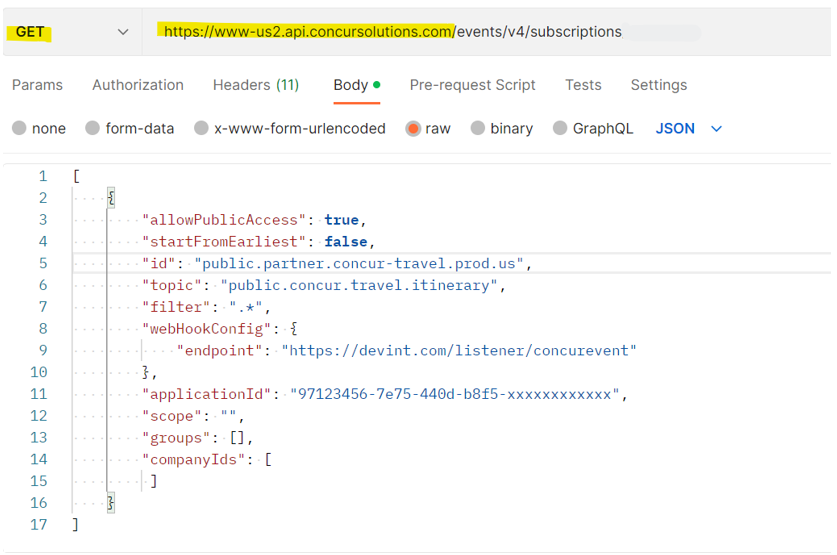 GET https://www-us2.api.concursolutions.com/events/v4/subscriptions
Params Authorization Headers (11) Body Pre-request Script Tests Settings
none form-data x-www-form-urlencoded raw binary GraphQL JSON
1 [
2 {
3 "allowPublicAccess": true,
4 "startFromEarliest": false,
5 "id": "public.partner.concur-travel.prod.us",
6 "topic": "public.concur.travel.itinerary",
7 "filter": ".*",
8 "webHookConfig": {
9 "endpoint": "https://devint.com/listener/concurevent"
10 },
11 "applicationId": "97123456-7e75-440d-b8f5-xxxxxxxxxxxx",
12 "scope": "",
13 "groups": [],
14 "companyIds": [
15 ]
16 }
17 ]